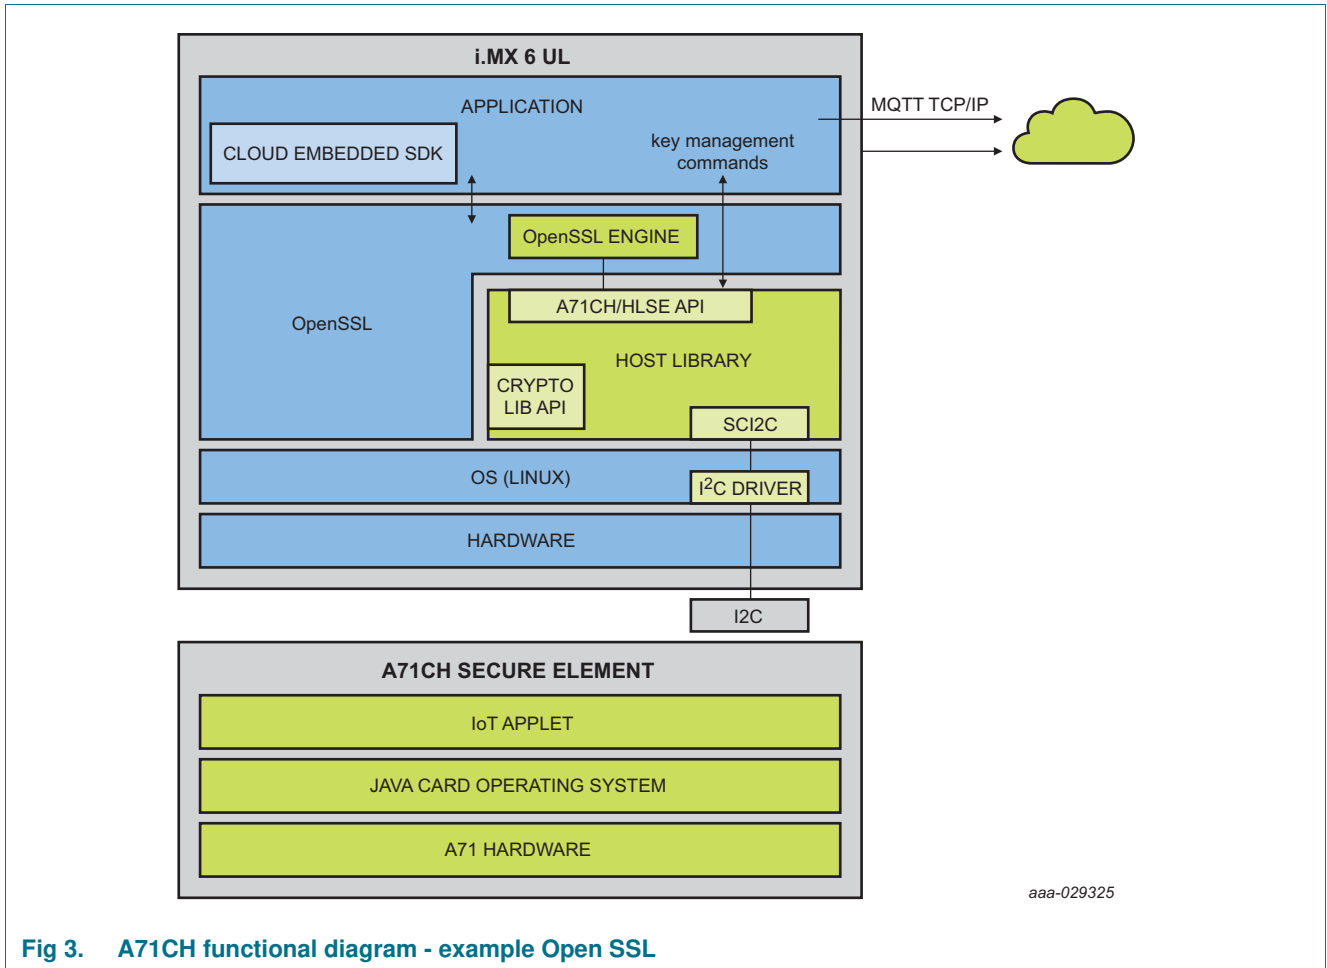 i.MX 6 UL
APPLICATION
MQTT TCP/IP
CLOUD EMBEDDED SDK
key management
commands
OpenSSL ENGINE
A71CH/HLSE API
OpenSSL
HOST LIBRARY
CRYPTO
LIB API
SCI2C
OS (LINUX)
I²C DRIVER
HARDWARE
I2C
A71CH SECURE ELEMENT
IoT APPLET
JAVA CARD OPERATING SYSTEM
A71 HARDWARE
aaa-029325
Fig 3. A71CH functional diagram - example Open SSL